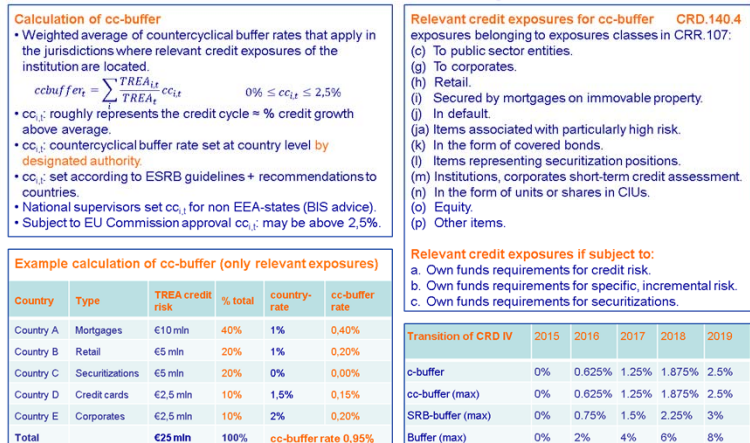 Calculation of cc-buffer
• Weighted average of countercyclical buffer rates that apply in
the jurisdictions where relevant credit exposures of the
institution are located.
ccbuffer_t = ∑_i TREA_i,t / TREA_t cc_i,t    0% ≤ cc_i,t ≤ 2,5%
• cc_i,t: roughly represents the credit cycle ≈ % credit growth
above average.
• cc_i,t: countercyclical buffer rate set at country level by
designated authority.
• cc_i,t: set according to ESRB guidelines + recommendations to
countries.
• National supervisors set cc_i,t for non EEA-states (BIS advice).
• Subject to EU Commission approval cc_i,t: may be above 2,5%.
Example calculation of cc-buffer (only relevant exposures)
Country Type TREA credit risk % total country-rate cc-buffer rate
Country A Mortgages €10 mln 40% 1% 0,40%
Country B Retail €5 mln 20% 1% 0,20%
Country C Securitizations €5 mln 20% 0% 0,00%
Country D Credit cards €2,5 mln 10% 1,5% 0,15%
Country E Corporates €2,5 mln 10% 2% 0,20%
Total €25 mln 100% cc-buffer rate 0,95%
Relevant credit exposures for cc-buffer CRD.140.4
exposures belonging to exposures classes in CRR.107:
(c) To public sector entities.
(g) To corporates.
(h) Retail.
(i) Secured by mortgages on immovable property.
(j) In default.
(ja) Items associated with particularly high risk.
(k) In the form of covered bonds.
(l) Items representing securitization positions.
(m) Institutions, corporates short-term credit assessment.
(n) In the form of units or shares in CIUs.
(o) Equity.
(p) Other items.
Relevant credit exposures if subject to:
a. Own funds requirements for credit risk.
b. Own funds requirements for specific, incremental risk.
c. Own funds requirements for securitizations.
Transition of CRD IV 2015 2016 2017 2018 2019
c-buffer 0% 0.625% 1.25% 1.875% 2.5%
cc-buffer (max) 0% 0.625% 1.25% 1.875% 2.5%
SRB-buffer (max) 0% 0.75% 1.5% 2.25% 3%
Buffer (max) 0% 2% 4% 6% 8%